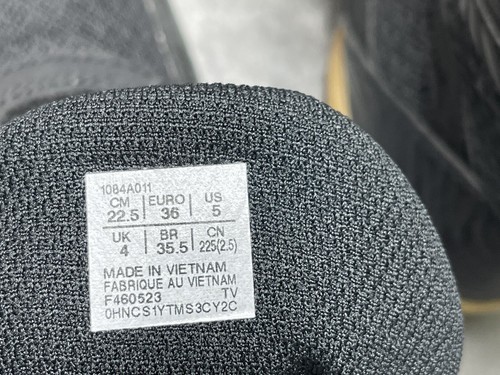 1084A011
CM EURO US
22.5 36 5
UK BR CN
4 35.5 225(2.5)
MADE IN VIETNAM
FABRIQUE AU VIETNAM
F460523 TV
0HNCS1YTMS3CY2C